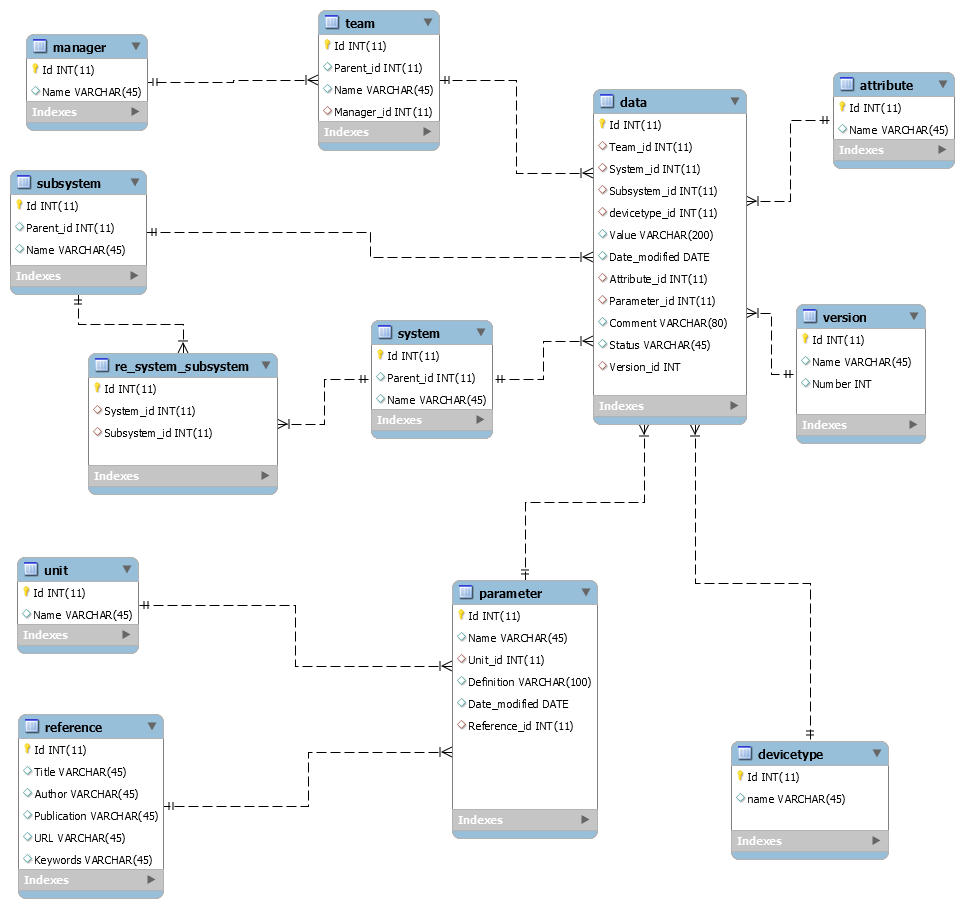 manager
Id INT(11)
Name VARCHAR(45)
Indexes
team
Id INT(11)
Parent_id INT(11)
Name VARCHAR(45)
Manager_id INT(11)
Indexes
data
Id INT(11)
Team_id INT(11)
System_id INT(11)
Subsystem_id INT(11)
devicetype_id INT(11)
Value VARCHAR(200)
Date_modified DATE
Attribute_id INT(11)
Parameter_id INT(11)
Comment VARCHAR(80)
Status VARCHAR(45)
Version_id INT
Indexes
attribute
Id INT(11)
Name VARCHAR(45)
Indexes
subsystem
Id INT(11)
Parent_id INT(11)
Name VARCHAR(45)
Indexes
re_system_subsystem
Id INT(11)
System_id INT(11)
Subsystem_id INT(11)
Indexes
system
Id INT(11)
Parent_id INT(11)
Name VARCHAR(45)
Indexes
version
Id INT(11)
Name VARCHAR(45)
Number INT
Indexes
unit
Id INT(11)
Name VARCHAR(45)
Indexes
parameter
Id INT(11)
Name VARCHAR(45)
Unit_id INT(11)
Definition VARCHAR(100)
Date_modified DATE
Reference_id INT(11)
Indexes
reference
Id INT(11)
Title VARCHAR(45)
Author VARCHAR(45)
Publication VARCHAR(45)
URL VARCHAR(45)
Keywords VARCHAR(45)
Indexes
devicetype
Id INT(11)
name VARCHAR(45)
Indexes